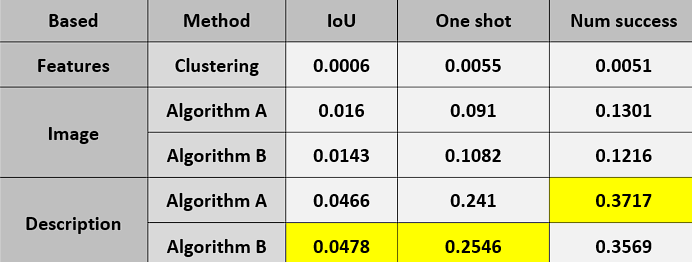 Based Method IoU One shot Num success
Features Clustering 0.0006 0.0055 0.0051
Image Algorithm A 0.016 0.091 0.1301
Algorithm B 0.0143 0.1082 0.1216
Description Algorithm A 0.0466 0.241 0.3717
Algorithm B 0.0478 0.2546 0.3569